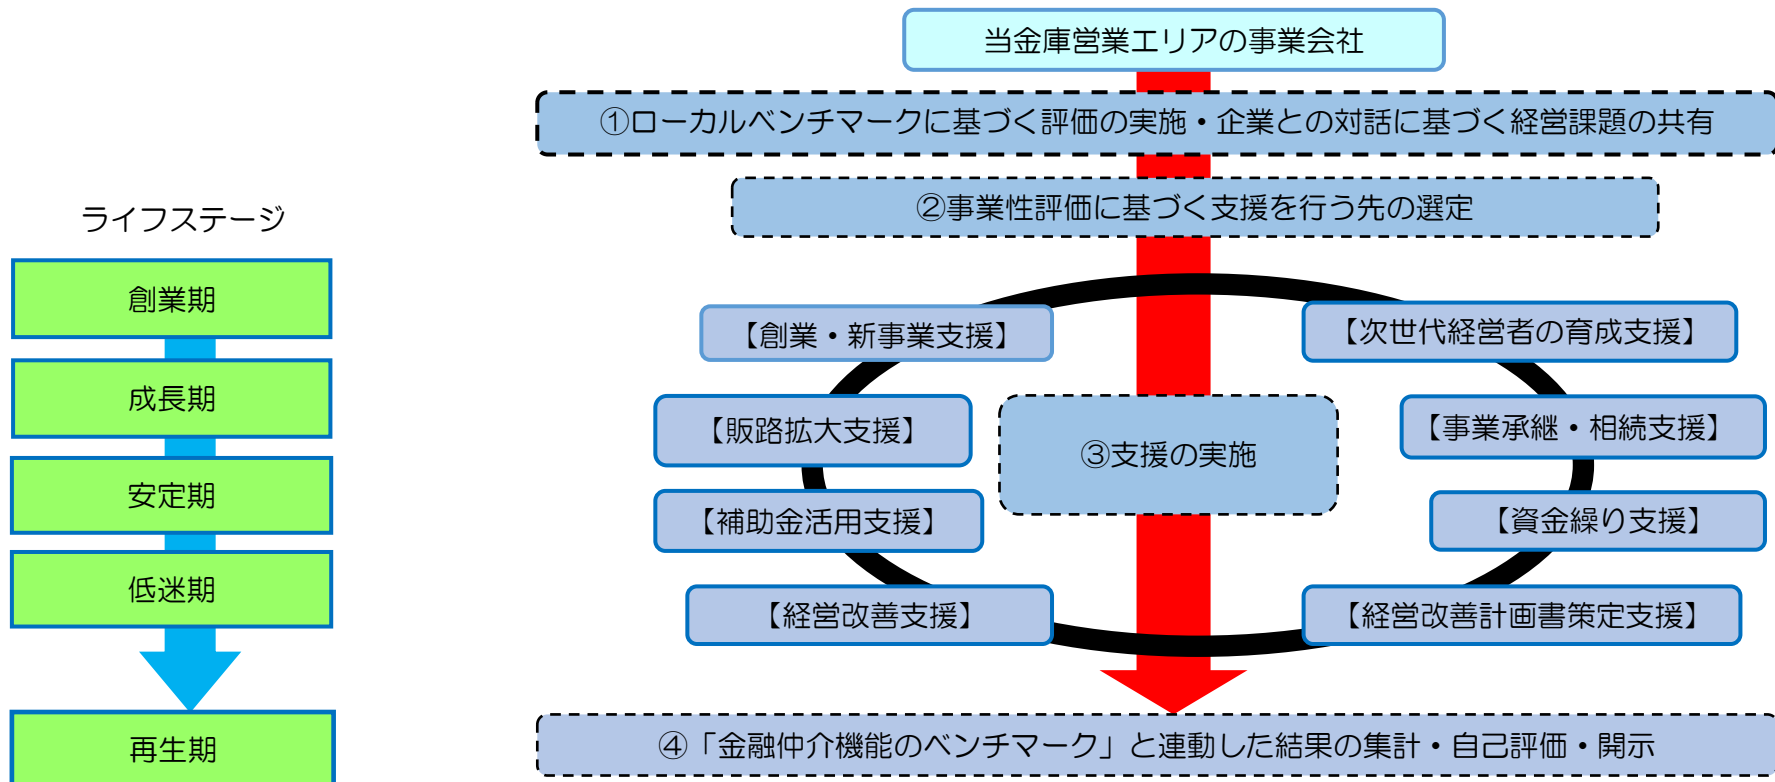 当金庫営業エリアの事業会社
①ローカルベンチマークに基づく評価の実施・企業との対話に基づく経営課題の共有
②事業性評価に基づく支援を行う先の選定
ライフステージ
創業期
成長期
安定期
低迷期
再生期
【創業・新事業支援】
【次世代経営者の育成支援】
【販路拡大支援】
【事業承継・相続支援】
③支援の実施
【補助金活用支援】
【資金繰り支援】
【経営改善支援】
【経営改善計画書策定支援】
④「金融仲介機能のベンチマーク」と連動した結果の集計・自己評価・開示